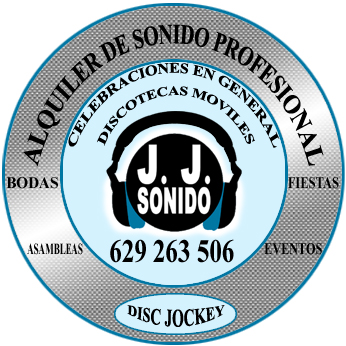 ALQUILER DE SONIDO PROFESIONAL
CELEBRACIONES EN GENERAL
DISCOTECAS MOVILES
J. J.
SONIDO
BODAS
FIESTAS
ASAMBLEAS
629 263 506
EVENTOS
DISC JOCKEY